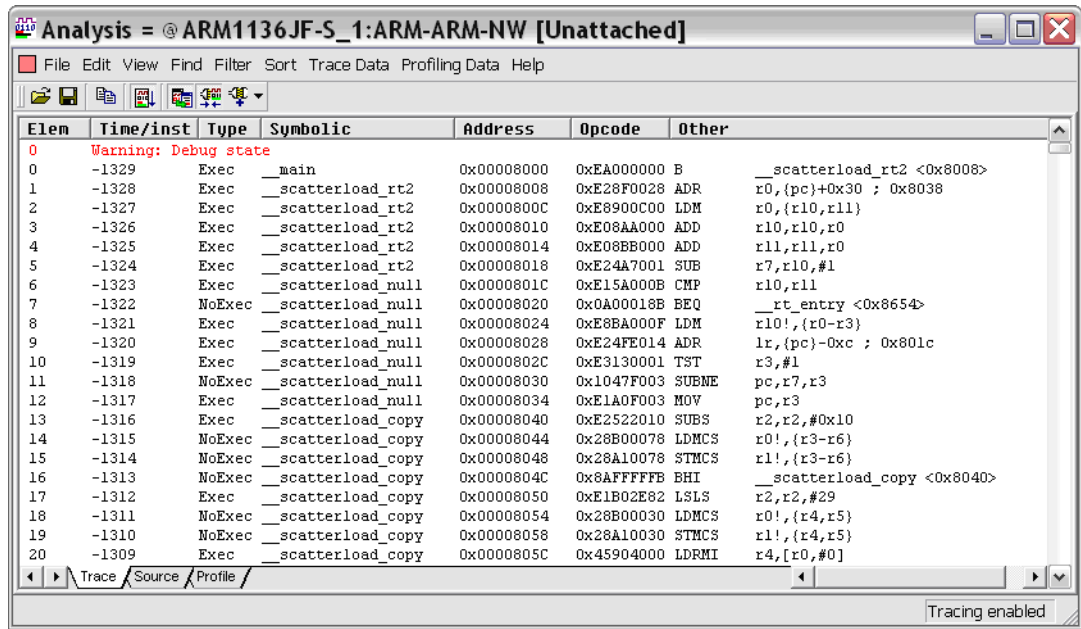 Analysis = @ARM1136JF-S_1:ARM-ARM-NW [Unattached]
File Edit View Find Filter Sort Trace Data Profiling Data Help
Elem Time/inst Type Symbolic Address Opcode Other
0 Warning: Debug state
0 -1329 Exec __main 0x00008000 0xEA000000 B __scatterload_rt2 <0x8008>
1 -1328 Exec __scatterload_rt2 0x00008008 0xE28F0028 ADR r0,{pc}+0x30 ; 0x8038
2 -1327 Exec __scatterload_rt2 0x0000800C 0xE8900C00 LDM r0,{r10,r11}
3 -1326 Exec __scatterload_rt2 0x00008010 0xE08AA000 ADD r10,r10,r0
4 -1325 Exec __scatterload_rt2 0x00008014 0xE08BB000 ADD r11,r11,r0
5 -1324 Exec __scatterload_rt2 0x00008018 0xE24A7001 SUB r7,r10,#1
6 -1323 Exec __scatterload_null 0x0000801C 0xE15A000B CMP r10,r11
7 -1322 NoExec __scatterload_null 0x00008020 0x0A00018B BEQ __rt_entry <0x8654>
8 -1321 Exec __scatterload_null 0x00008024 0xE8BA000F LDM r10!,{r0-r3}
9 -1320 Exec __scatterload_null 0x00008028 0xE24FE014 ADR lr,{pc}-0xc ; 0x801c
10 -1319 Exec __scatterload_null 0x0000802C 0xE3130001 TST r3,#1
11 -1318 NoExec __scatterload_null 0x00008030 0x1047F003 SUBNE pc,r7,r3
12 -1317 Exec __scatterload_null 0x00008034 0xE1A0F003 MOV pc,r3
13 -1316 Exec __scatterload_copy 0x00008040 0xE2522010 SUBS r2,r2,#0x10
14 -1315 NoExec __scatterload_copy 0x00008044 0x28B00078 LDMCS r0!,{r3-r6}
15 -1314 NoExec __scatterload_copy 0x00008048 0x28A10078 STMCS r1!,{r3-r6}
16 -1313 NoExec __scatterload_copy 0x0000804C 0x8AFFFFFB BHI __scatterload_copy <0x8040>
17 -1312 Exec __scatterload_copy 0x00008050 0xE1B02E82 LSLS r2,r2,#29
18 -1311 NoExec __scatterload_copy 0x00008054 0x28B00030 LDMCS r0!,{r4,r5}
19 -1310 NoExec __scatterload_copy 0x00008058 0x28A10030 STMCS r1!,{r4,r5}
20 -1309 Exec __scatterload_copy 0x0000805C 0x45904000 LDRMI r4,[r0,#0]
Trace Source Profile
Tracing enabled